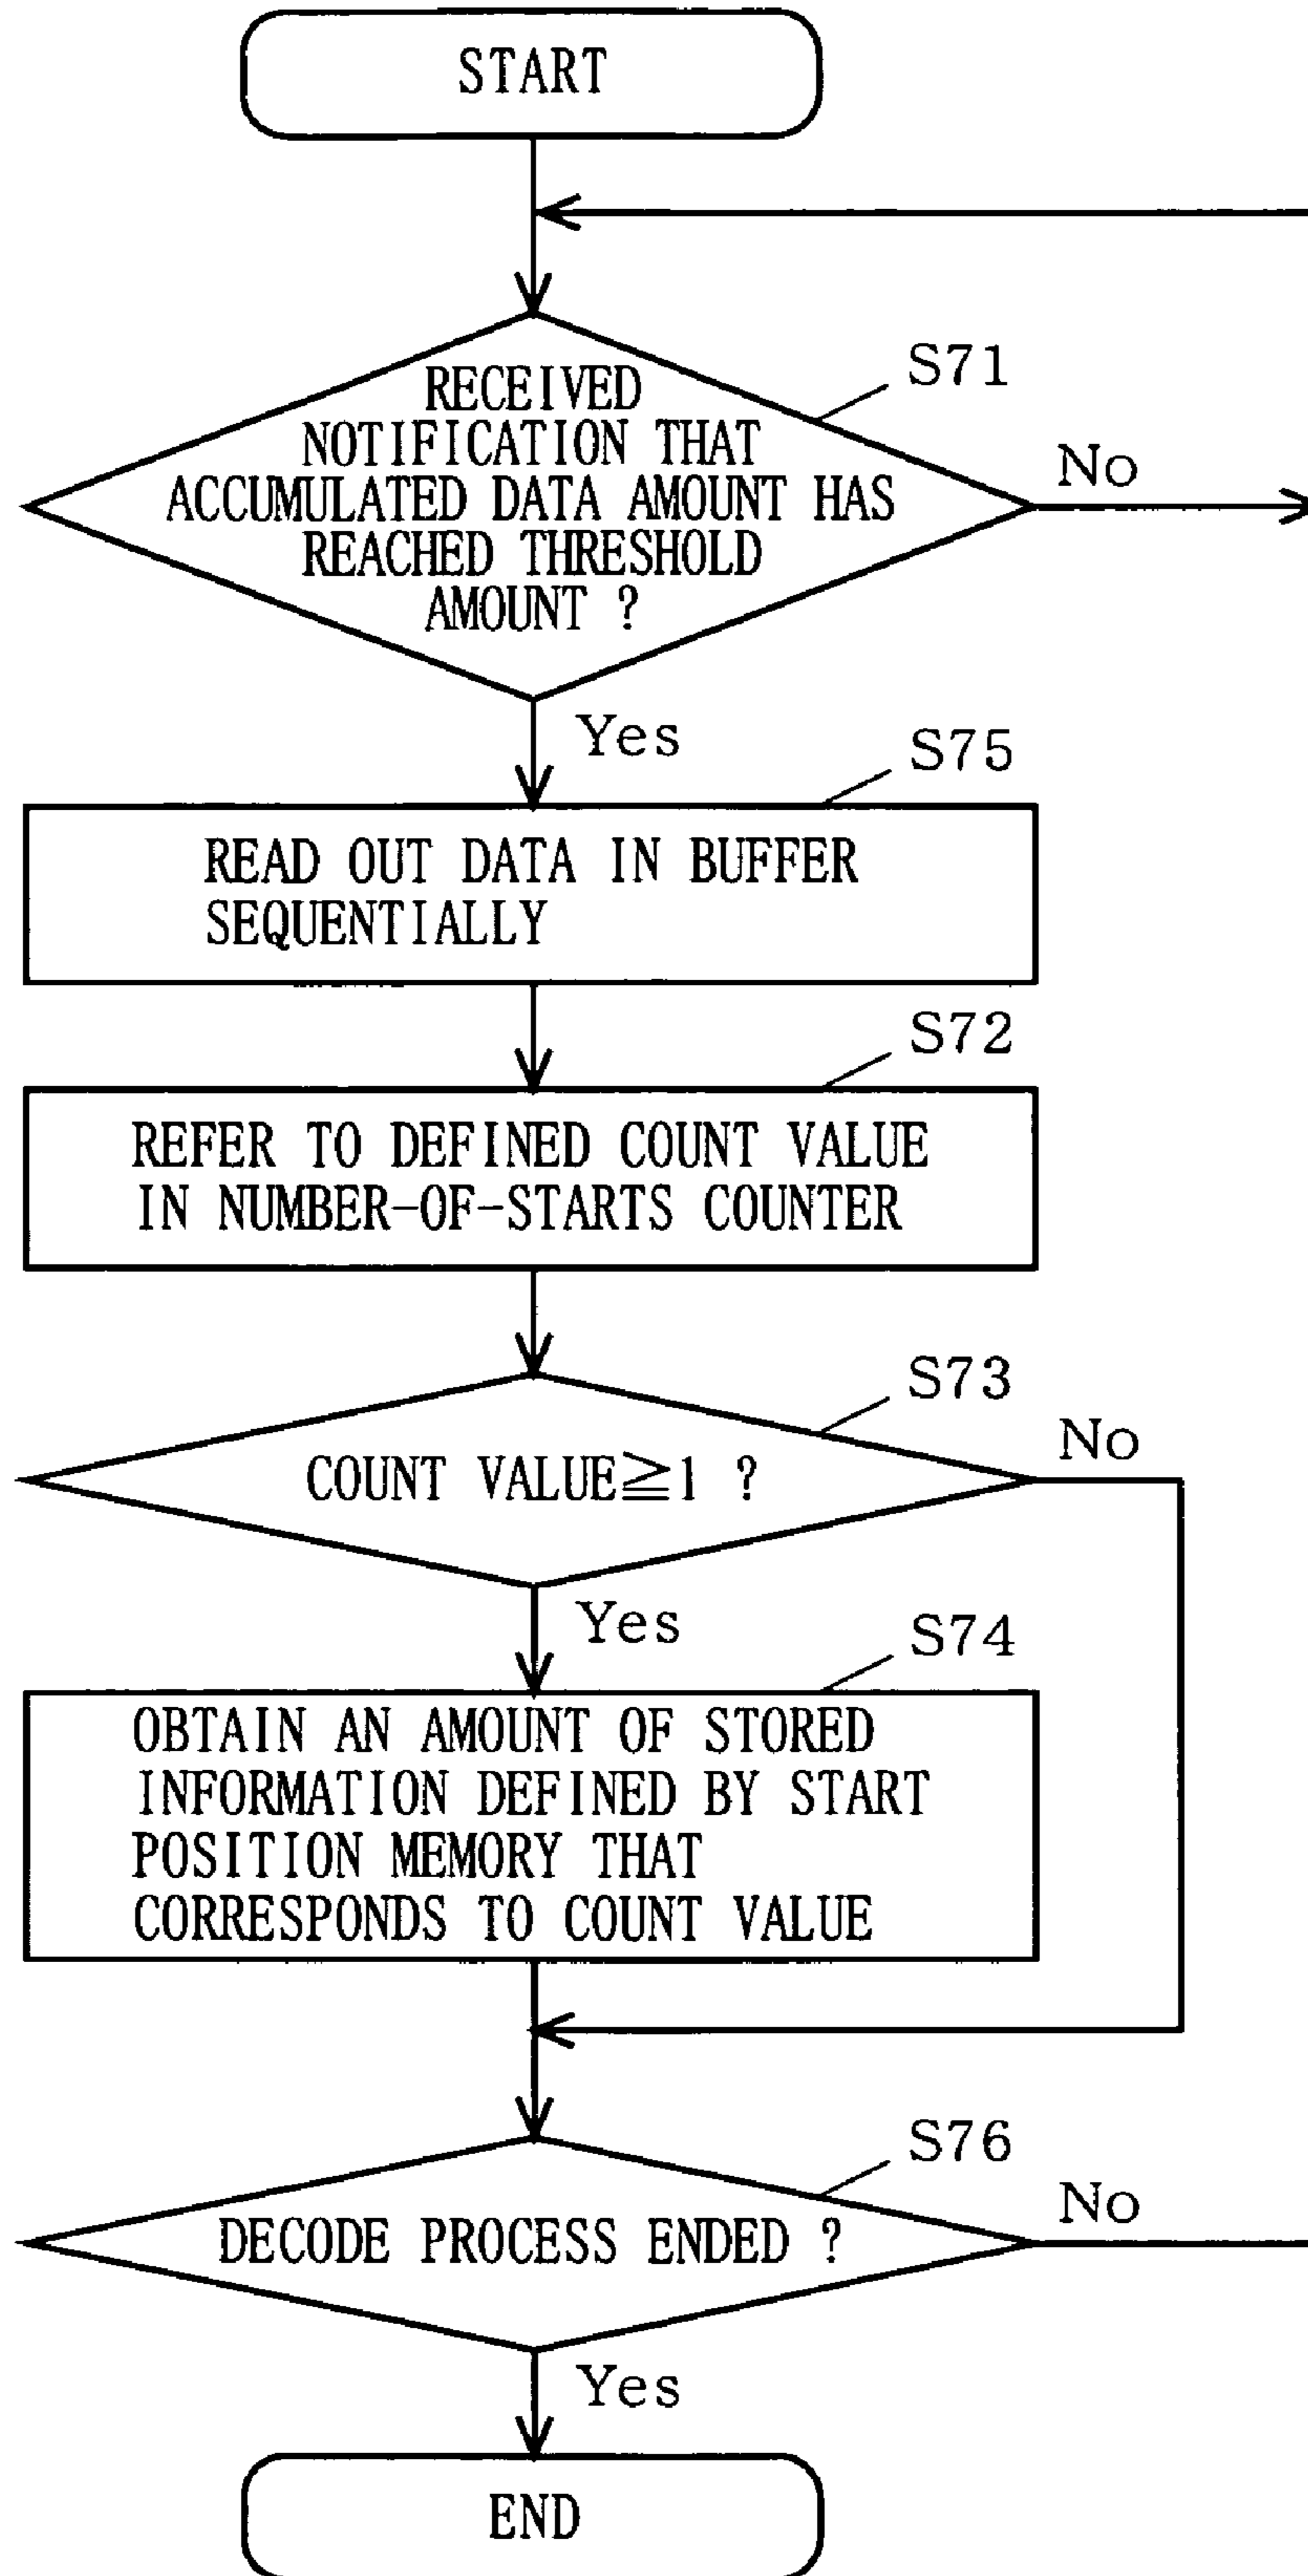 START
S71
RECEIVED
NOTIFICATION THAT
ACCUMULATED DATA AMOUNT HAS
REACHED THRESHOLD
AMOUNT ?
No
Yes
S75
READ OUT DATA IN BUFFER
SEQUENTIALLY
S72
REFER TO DEFINED COUNT VALUE
IN NUMBER-OF-STARTS COUNTER
S73
COUNT VALUE≧1 ?
No
Yes
S74
OBTAIN AN AMOUNT OF STORED
INFORMATION DEFINED BY START
POSITION MEMORY THAT
CORRESPONDS TO COUNT VALUE
S76
DECODE PROCESS ENDED ?
No
Yes
END